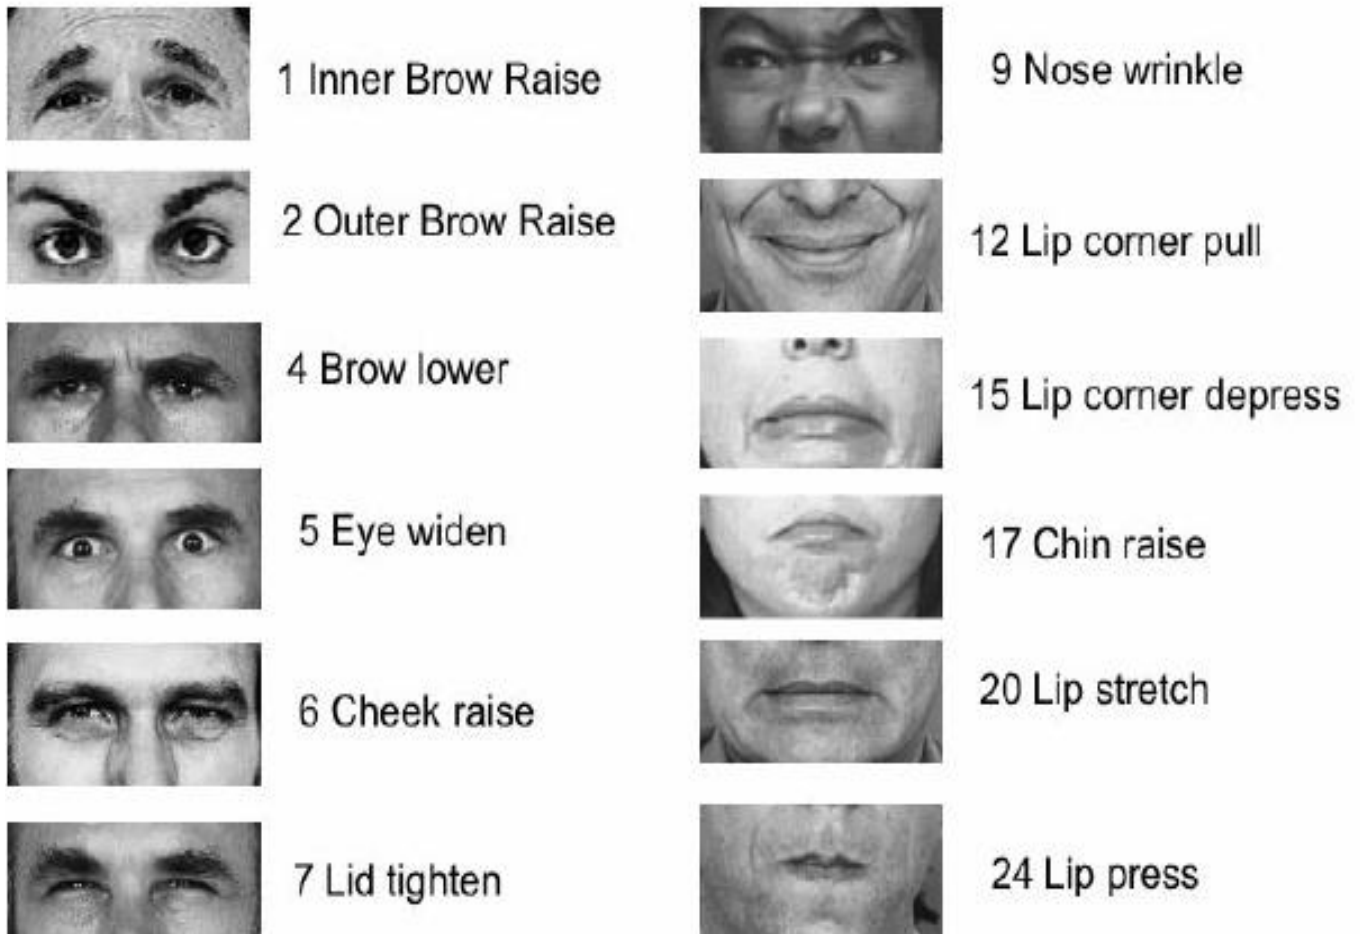 1 Inner Brow Raise
2 Outer Brow Raise
4 Brow lower
5 Eye widen
6 Cheek raise
7 Lid tighten
9 Nose wrinkle
12 Lip corner pull
15 Lip corner depress
17 Chin raise
20 Lip stretch
24 Lip press